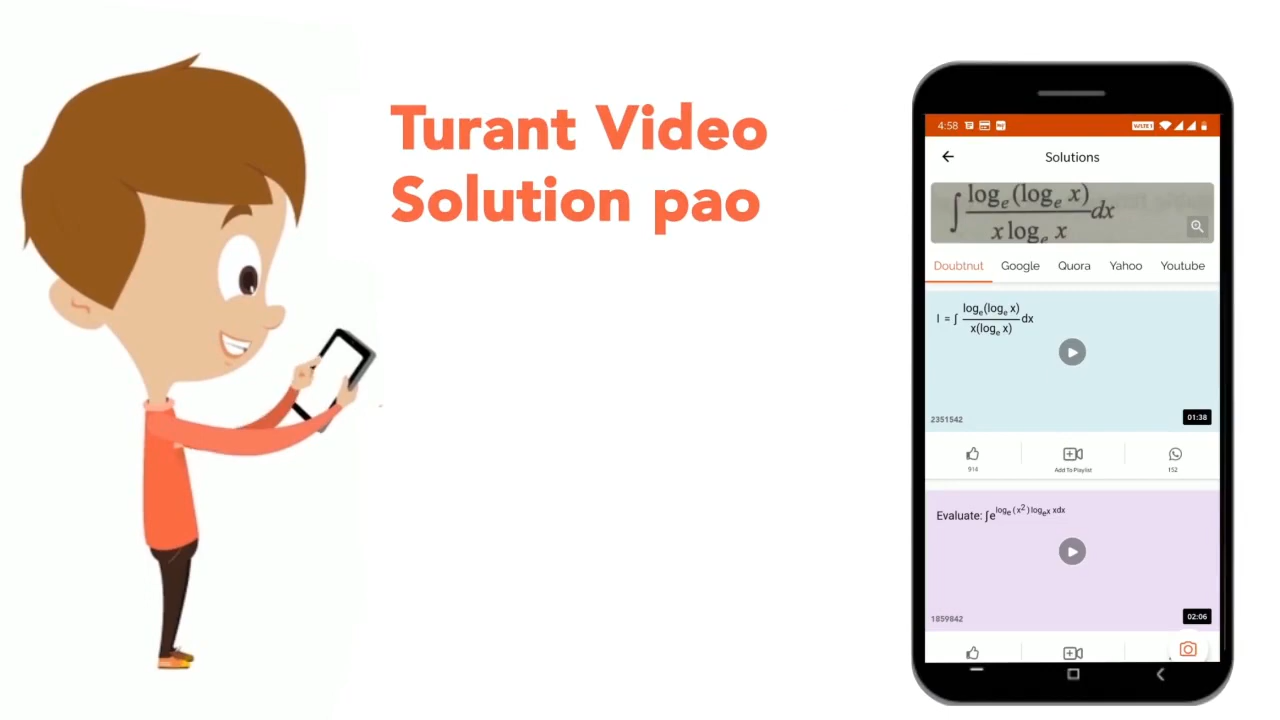 Turant Video
Solution pao
4:58
VoLTE1
Solutions
∫ logₑ(logₑ x) / x logₑ x dx
Doubtnut Google Quora Yahoo Youtube
I = ∫ logₑ(logₑ x) / x(logₑ x) dx
2351542 01:38
914 Add To Playlist 152
Evaluate: ∫e^logₑ(x²)logₑx xdx
1859842 02:06